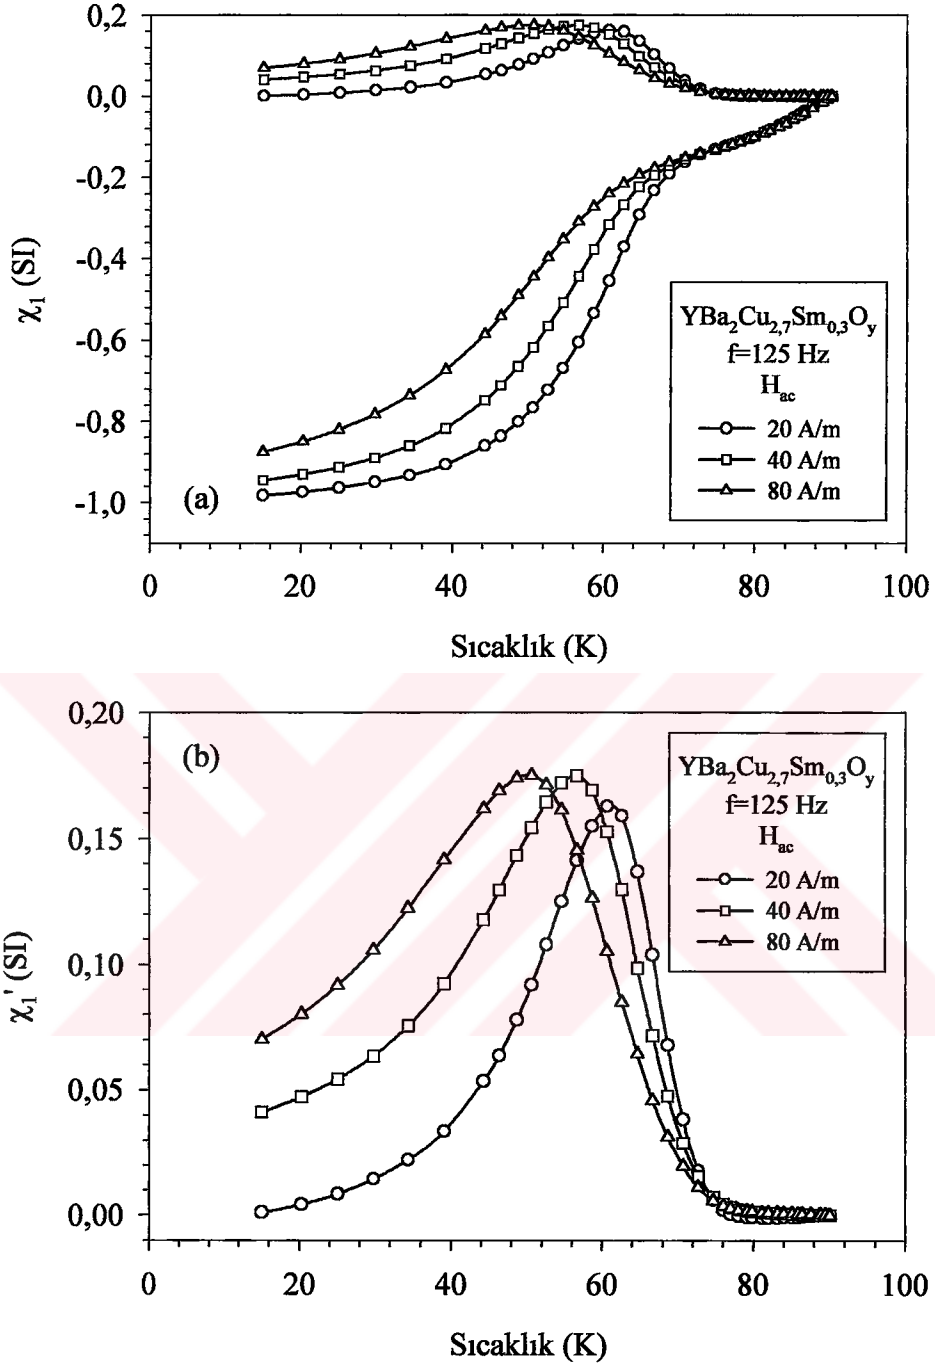 0,2
0,0
-0,2
-0,4
-0,6
-0,8
-1,0
χ₁ (SI)
(a)
YBa₂Cu₂,₇Sm₀,₃Oᵧ
f=125 Hz
Hₐc
20 A/m
40 A/m
80 A/m
0 20 40 60 80 100
Sıcaklık (K)
0,20
0,15
0,10
0,05
0,00
χ₁' (SI)
(b)
YBa₂Cu₂,₇Sm₀,₃Oᵧ
f=125 Hz
Hₐc
20 A/m
40 A/m
80 A/m
0 20 40 60 80 100
Sıcaklık (K)